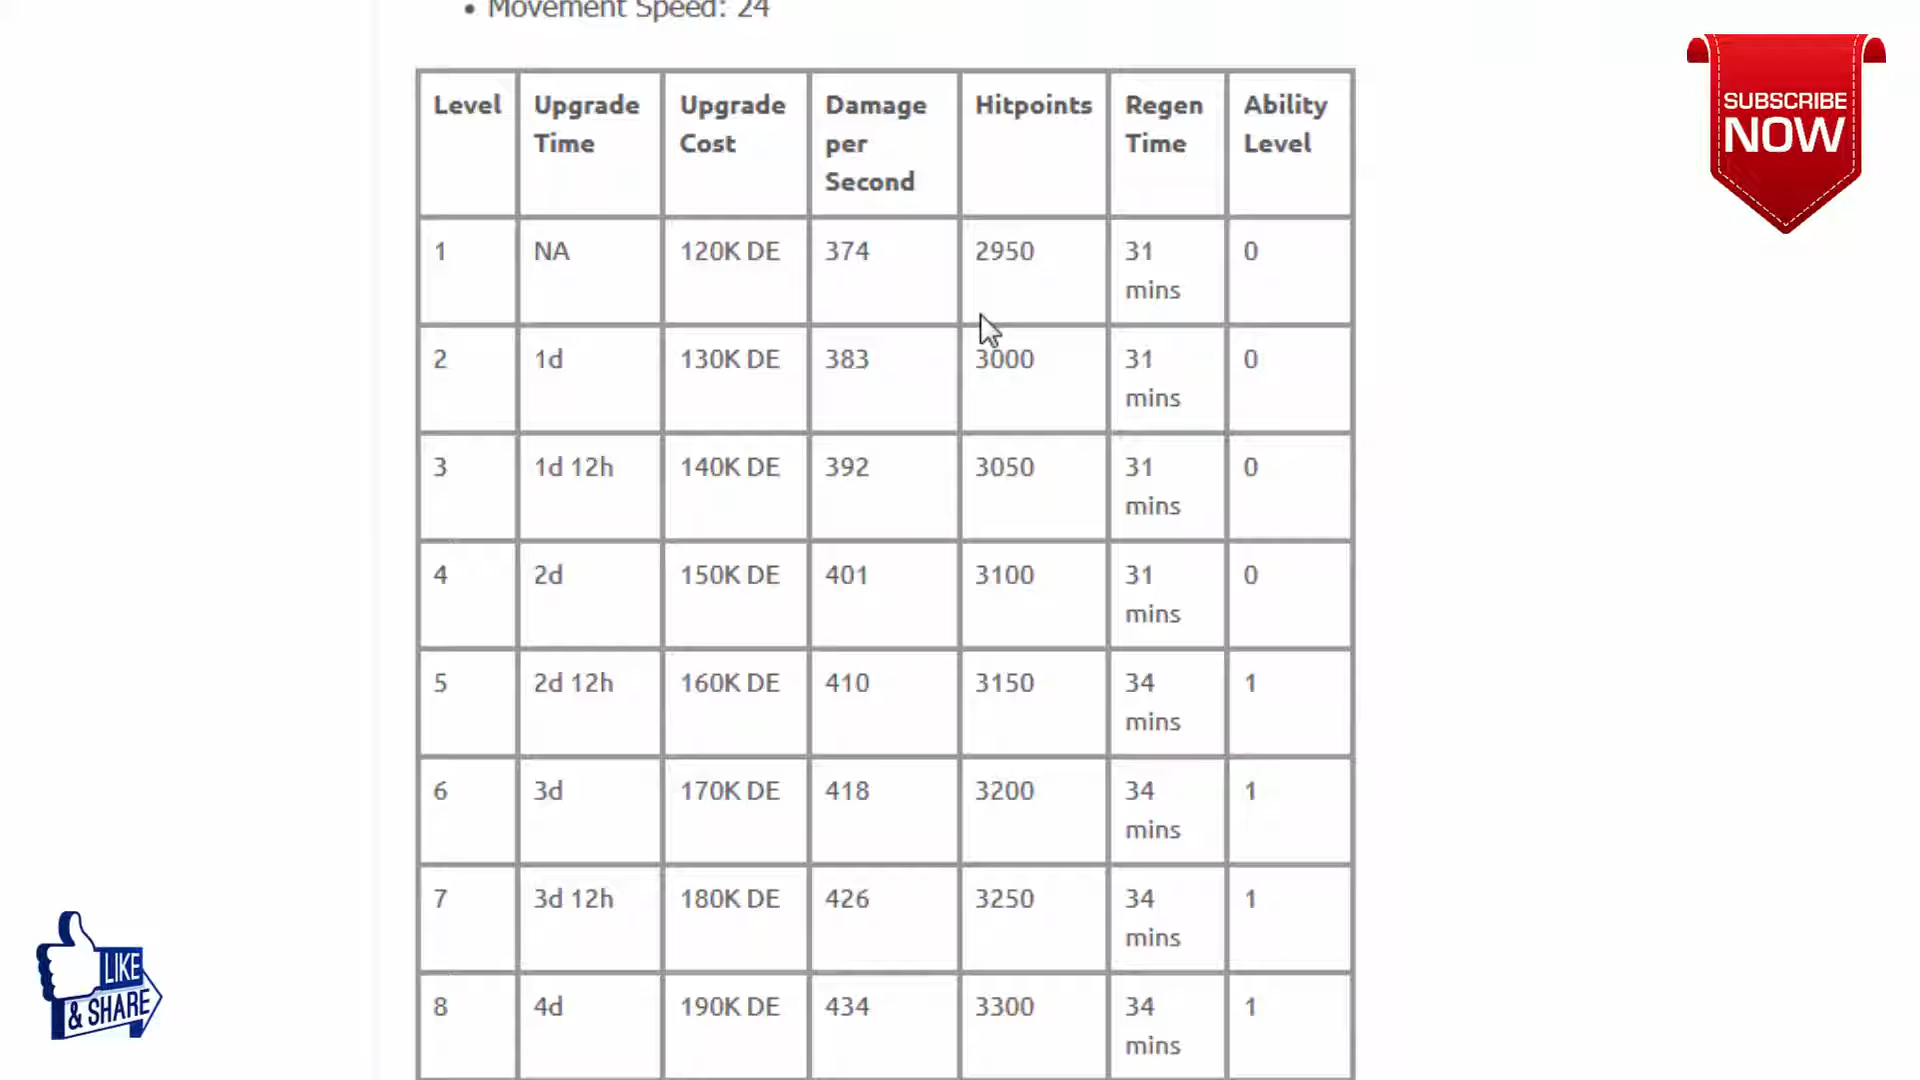 • Movement Speed: 24
SUBSCRIBE
NOW
Level Upgrade Time Upgrade Cost Damage per Second Hitpoints Regen Time Ability Level
1 NA 120K DE 374 2950 31 mins 0
2 1d 130K DE 383 3000 31 mins 0
3 1d 12h 140K DE 392 3050 31 mins 0
4 2d 150K DE 401 3100 31 mins 0
5 2d 12h 160K DE 410 3150 34 mins 1
6 3d 170K DE 418 3200 34 mins 1
7 3d 12h 180K DE 426 3250 34 mins 1
8 4d 190K DE 434 3300 34 mins 1
LIKE
& SHARE